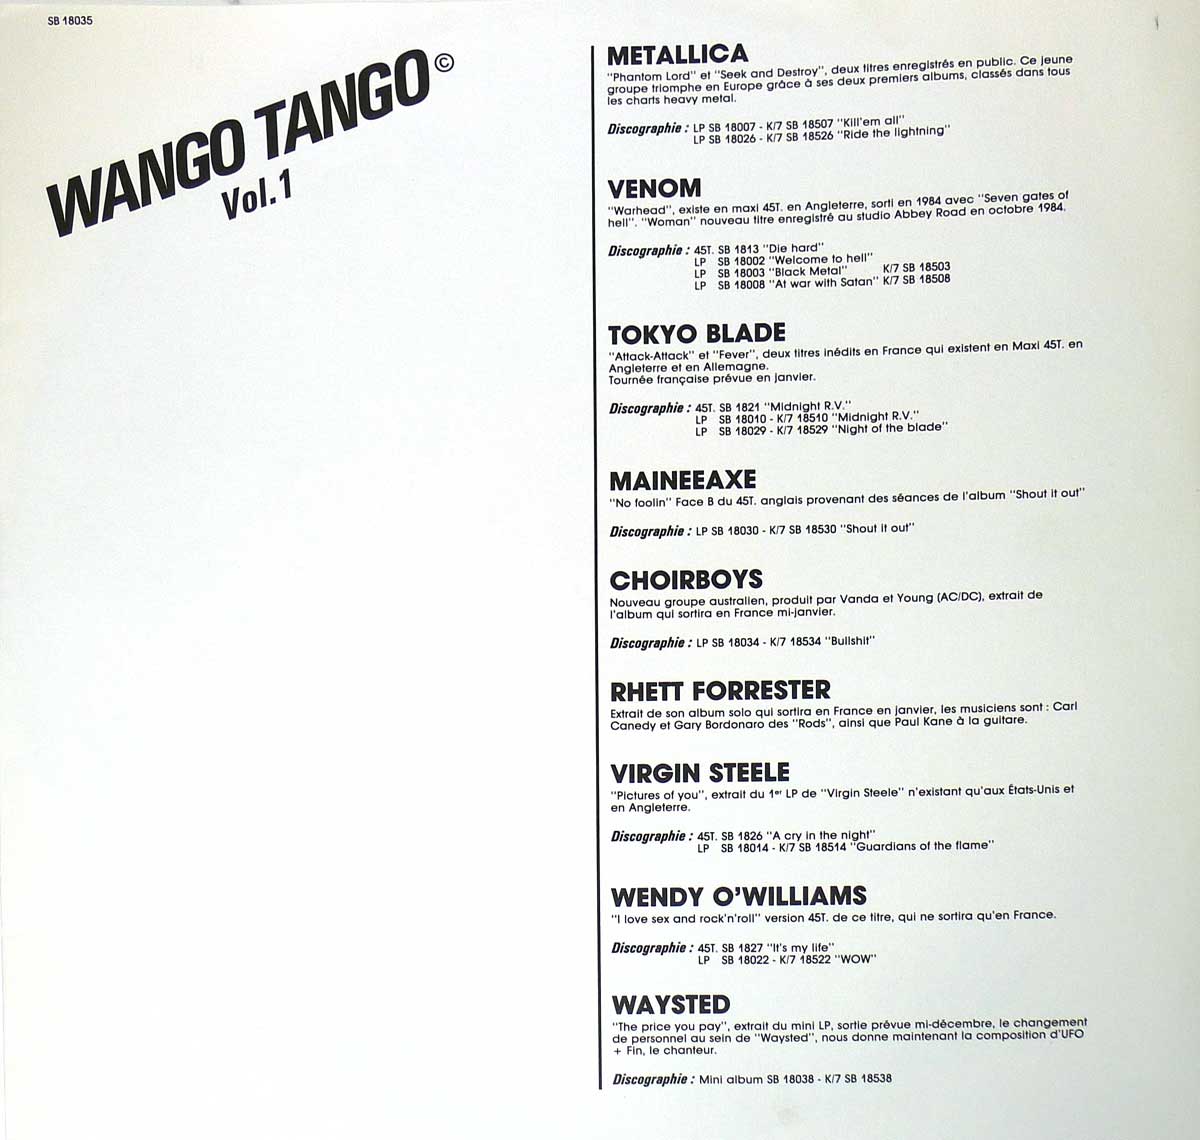 SB 18035
WANGO TANGO©
Vol.1
METALLICA
"Phantom Lord" et "Seek and Destroy", deux titres enregistrés en public. Ce jeune
groupe triomphe en Europe grâce à ses deux premiers albums, classés dans tous
les charts heavy metal.
Discographie : LP SB 18007 - K/7 SB 18507 "Kill'em all"
LP SB 18026 - K/7 SB 18526 "Ride the lightning"
VENOM
"Warhead", existe en maxi 45T. en Angleterre, sorti en 1984 avec "Seven gates of
hell". "Woman" nouveau titre enregistré au studio Abbey Road en octobre 1984.
Discographie : 45T. SB 1813 "Die hard"
LP SB 18002 "Welcome to hell"
LP SB 18003 "Black Metal" K/7 SB 18503
LP SB 18008 "At war with Satan" K/7 SB 18508
TOKYO BLADE
"Attack-Attack" et "Fever", deux titres inédits en France qui existent en Maxi 45T. en
Angleterre et en Allemagne.
Tournée française prévue en janvier.
Discographie : 45T. SB 1821 "Midnight R.V."
LP SB 18010 - K/7 18510 "Midnight R.V."
LP SB 18029 - K/7 18529 "Night of the blade"
MAINEEAXE
"No foolin" Face B du 45T. anglais provenant des séances de l'album "Shout it out"
Discographie : LP SB 18030 - K/7 SB 18530 "Shout it out"
CHOIRBOYS
Nouveau groupe australien, produit par Vanda et Young (AC/DC), extrait de
l'album qui sortira en France mi-janvier.
Discographie : LP SB 18034 - K/7 18534 "Bullshit"
RHETT FORRESTER
Extrait de son album solo qui sortira en France en janvier, les musiciens sont : Carl
Canedy et Gary Bordonaro des "Rods", ainsi que Paul Kane à la guitare.
VIRGIN STEELE
"Pictures of you", extrait du 1er LP de "Virgin Steele" n'existant qu'aux États-Unis et
en Angleterre.
Discographie : 45T. SB 1826 "A cry in the night"
LP SB 18014 - K/7 SB 18514 "Guardians of the flame"
WENDY O'WILLIAMS
"I love sex and rock'n'roll" version 45T. de ce titre, qui ne sortira qu'en France.
Discographie : 45T. SB 1827 "It's my life"
LP SB 18022 - K/7 18522 "WOW"
WAYSTED
"The price you pay", extrait du mini LP, sortie prévue mi-décembre, le changement
de personnel au sein de "Waysted", nous donne maintenant la composition d'UFO
+ Fin, le chanteur.
Discographie : Mini album SB 18038 - K/7 SB 18538